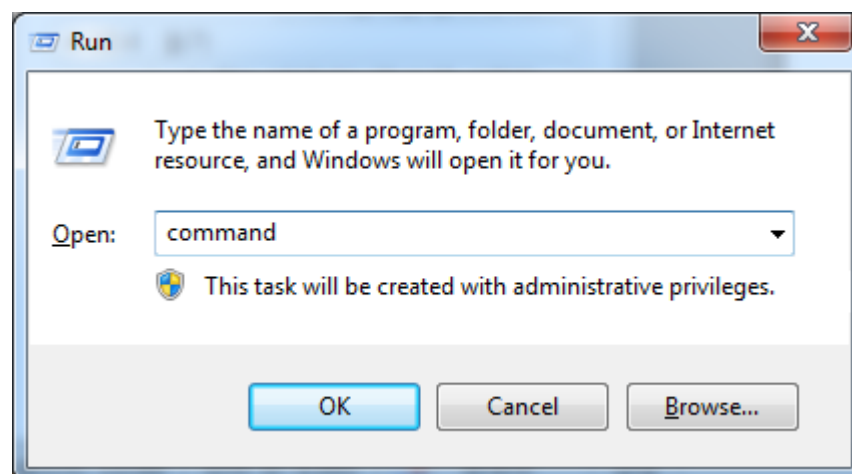 Run
Type the name of a program, folder, document, or Internet
resource, and Windows will open it for you.
Open: command
This task will be created with administrative privileges.
OK Cancel Browse...